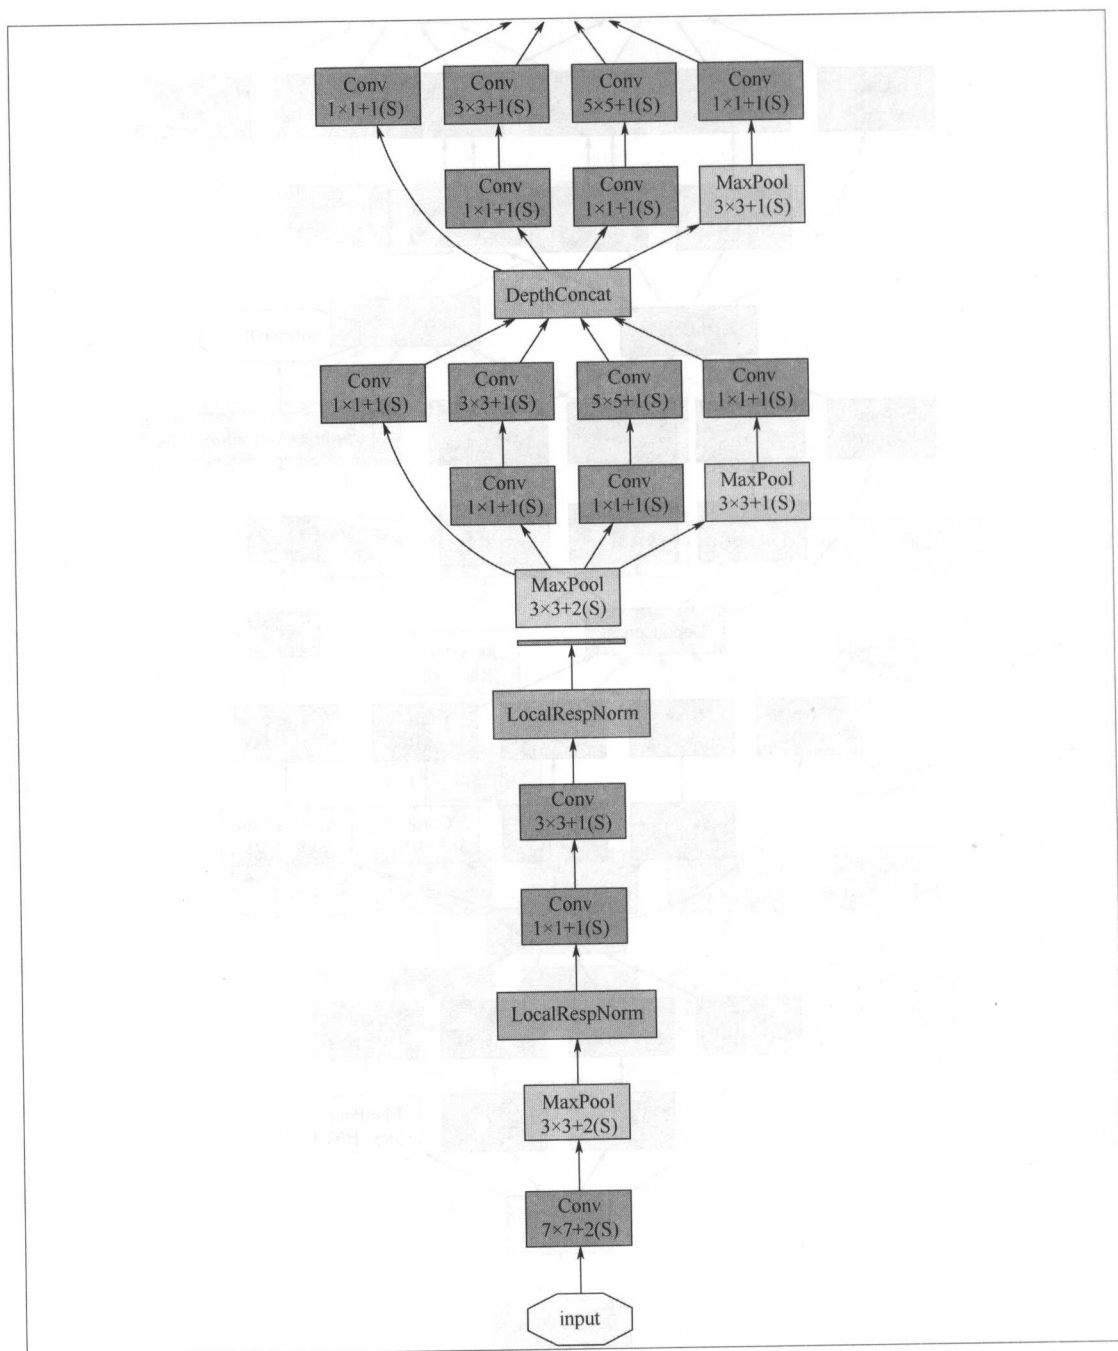 Conv
1×1+1(S)
Conv
3×3+1(S)
Conv
5×5+1(S)
Conv
1×1+1(S)
Conv
1×1+1(S)
Conv
1×1+1(S)
MaxPool
3×3+1(S)
DepthConcat
Conv
1×1+1(S)
Conv
3×3+1(S)
Conv
5×5+1(S)
Conv
1×1+1(S)
Conv
1×1+1(S)
Conv
1×1+1(S)
MaxPool
3×3+1(S)
MaxPool
3×3+2(S)
LocalRespNorm
Conv
3×3+1(S)
Conv
1×1+1(S)
LocalRespNorm
MaxPool
3×3+2(S)
Conv
7×7+2(S)
input